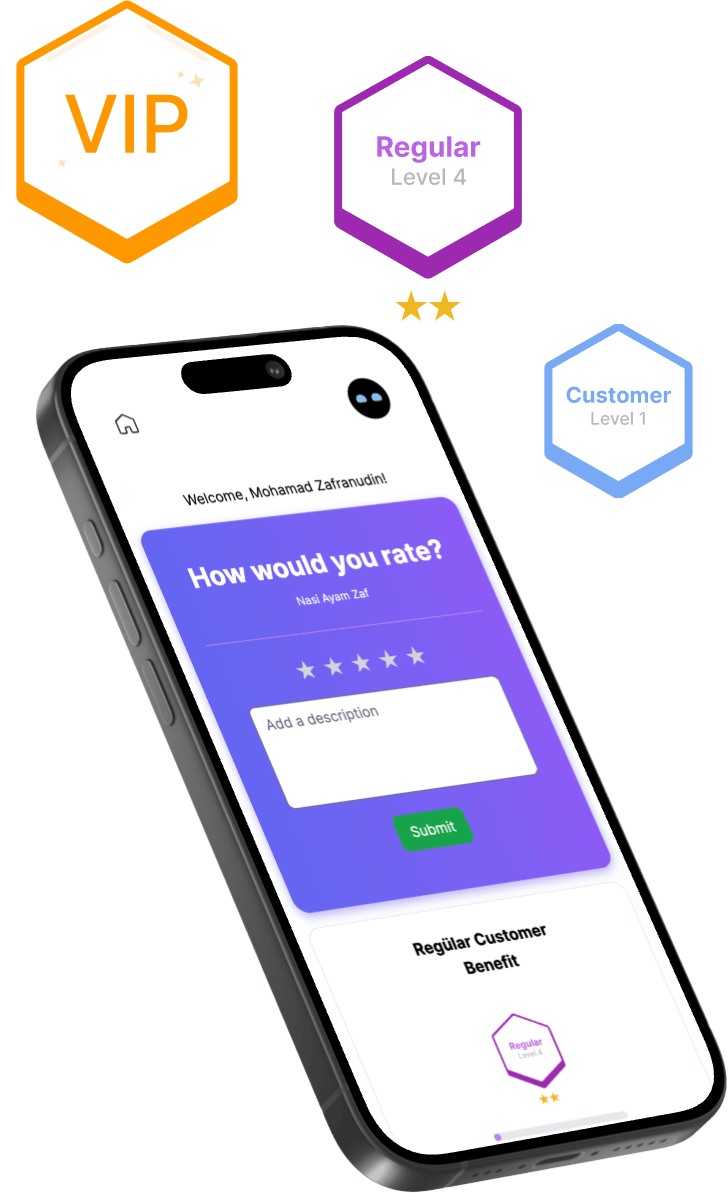 VIP
Regular
Level 4
Customer
Level 1
Welcome, Mohamad Zafranudin!
How would you rate?
Nasi Ayam Zaf
Add a description
Submit
Regülar Customer
Benefit
Regular
Level 4